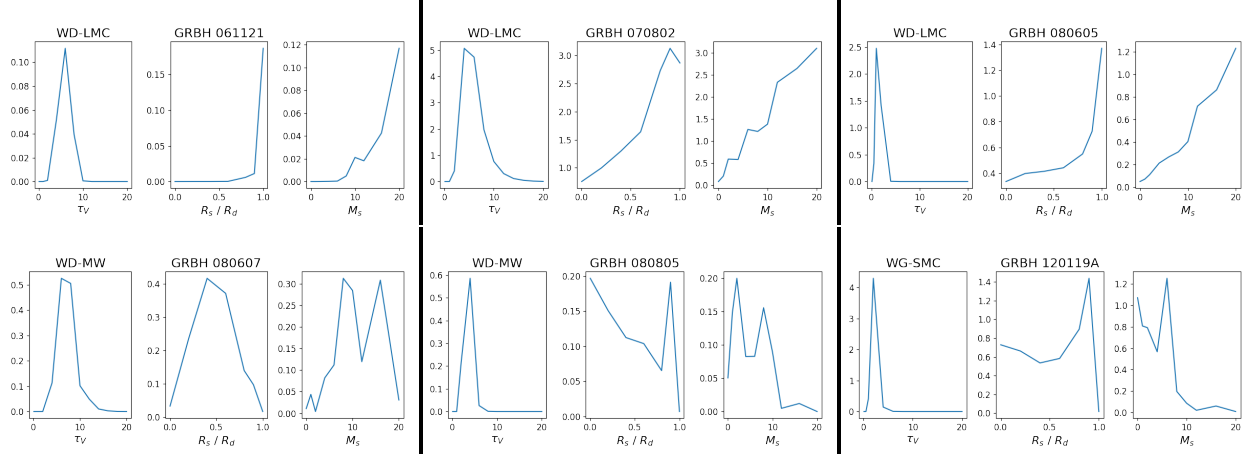 WD-LMC GRBH 061121
0.10 0.08 0.06 0.04 0.02 0.00
0 10 20
τV
0.15 0.10 0.05 0.00
0.0 0.5 1.0
Rs / Rd
0.12 0.10 0.08 0.06 0.04 0.02 0.00
0 10 20
Ms
WD-LMC GRBH 070802
5 4 3 2 1 0
0 10 20
τV
3.0 2.5 2.0 1.5 1.0
0.0 0.5 1.0
Rs / Rd
3.0 2.5 2.0 1.5 1.0 0.5 0.0
0 10 20
Ms
WD-LMC GRBH 080605
2.5 2.0 1.5 1.0 0.5 0.0
0 10 20
τV
1.4 1.2 1.0 0.8 0.6 0.4
0.0 0.5 1.0
Rs / Rd
1.2 1.0 0.8 0.6 0.4 0.2 0.0
0 10 20
Ms
WD-MW GRBH 080607
0.5 0.4 0.3 0.2 0.1 0.0
0 10 20
τV
0.4 0.3 0.2 0.1 0.0
0.0 0.5 1.0
Rs / Rd
0.30 0.25 0.20 0.15 0.10 0.05 0.00
0 10 20
Ms
WD-MW GRBH 080805
0.6 0.5 0.4 0.3 0.2 0.1 0.0
0 10 20
τV
0.20 0.15 0.10 0.05 0.00
0.0 0.5 1.0
Rs / Rd
0.20 0.15 0.10 0.05 0.00
0 10 20
Ms
WG-SMC GRBH 120119A
4 3 2 1 0
0 10 20
τV
1.4 1.2 1.0 0.8 0.6 0.4 0.2 0.0
0.0 0.5 1.0
Rs / Rd
1.2 1.0 0.8 0.6 0.4 0.2 0.0
0 10 20
Ms